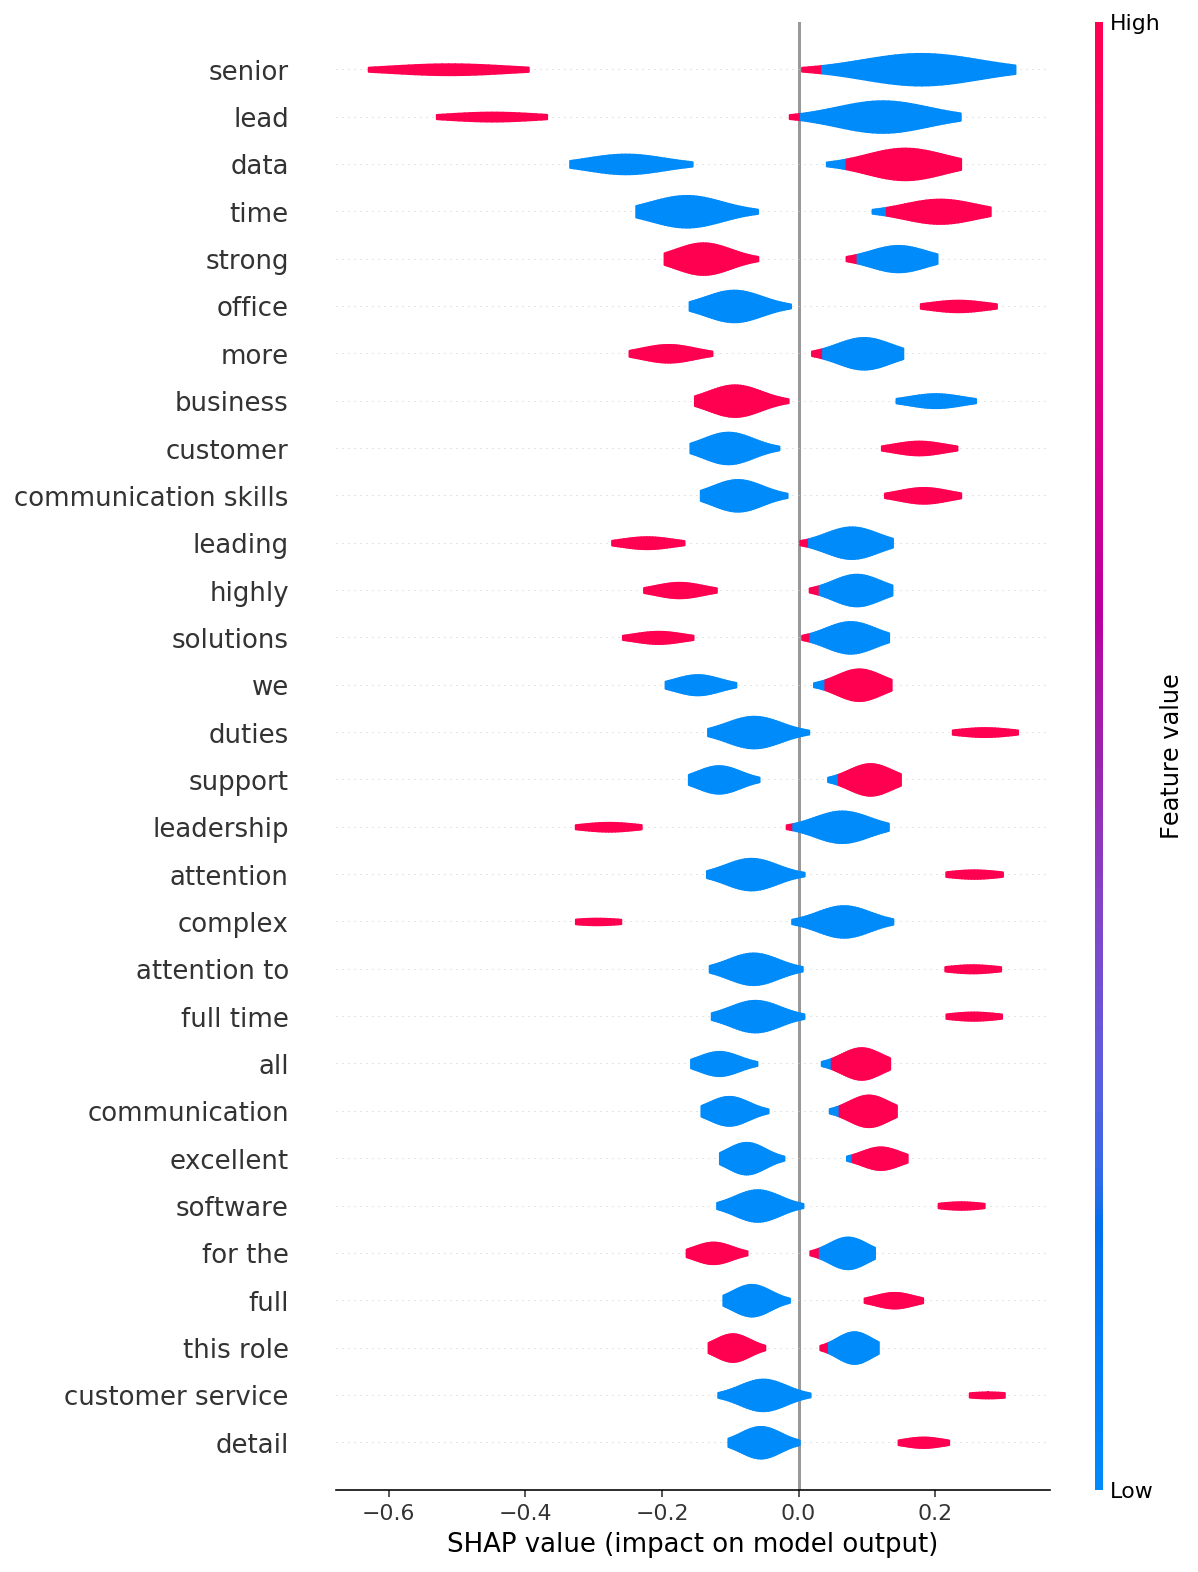 High
senior
lead
data
time
strong
office
more
business
customer
communication skills
leading
highly
solutions
we
duties
support
leadership
attention
complex
attention to
full time
all
communication
excellent
software
for the
full
this role
customer service
detail
Feature value
Low
−0.6 −0.4 −0.2 0.0 0.2
SHAP value (impact on model output)